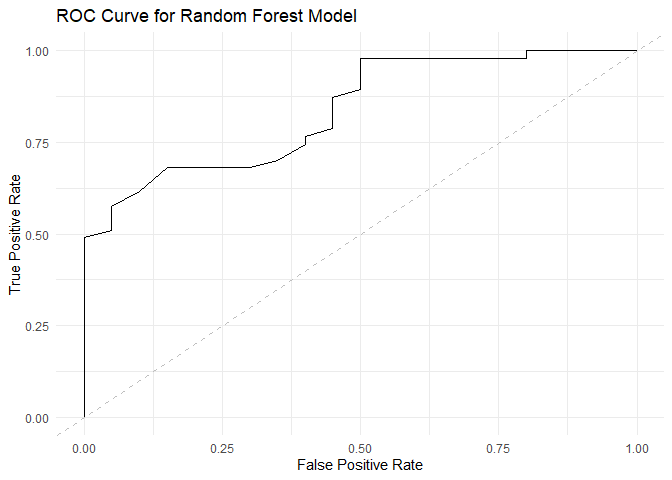 ROC Curve for Random Forest Model
1.00
0.75
0.50
0.25
0.00
True Positive Rate
0.00 0.25 0.50 0.75 1.00
False Positive Rate